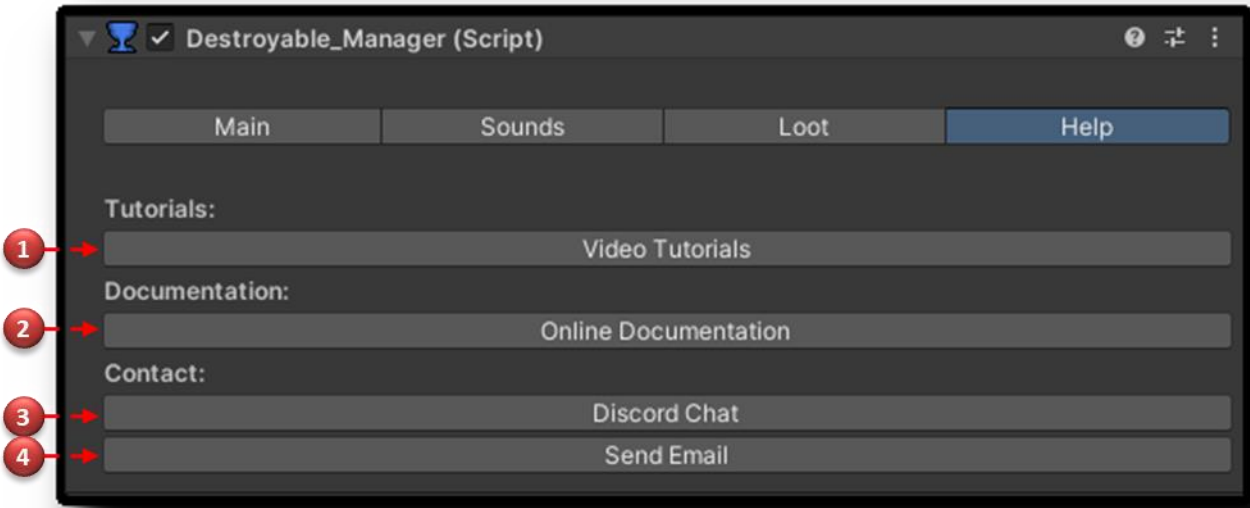 Destroyable_Manager (Script)
Main Sounds Loot Help
Tutorials:
1 Video Tutorials
Documentation:
2 Online Documentation
Contact:
3 Discord Chat
4 Send Email